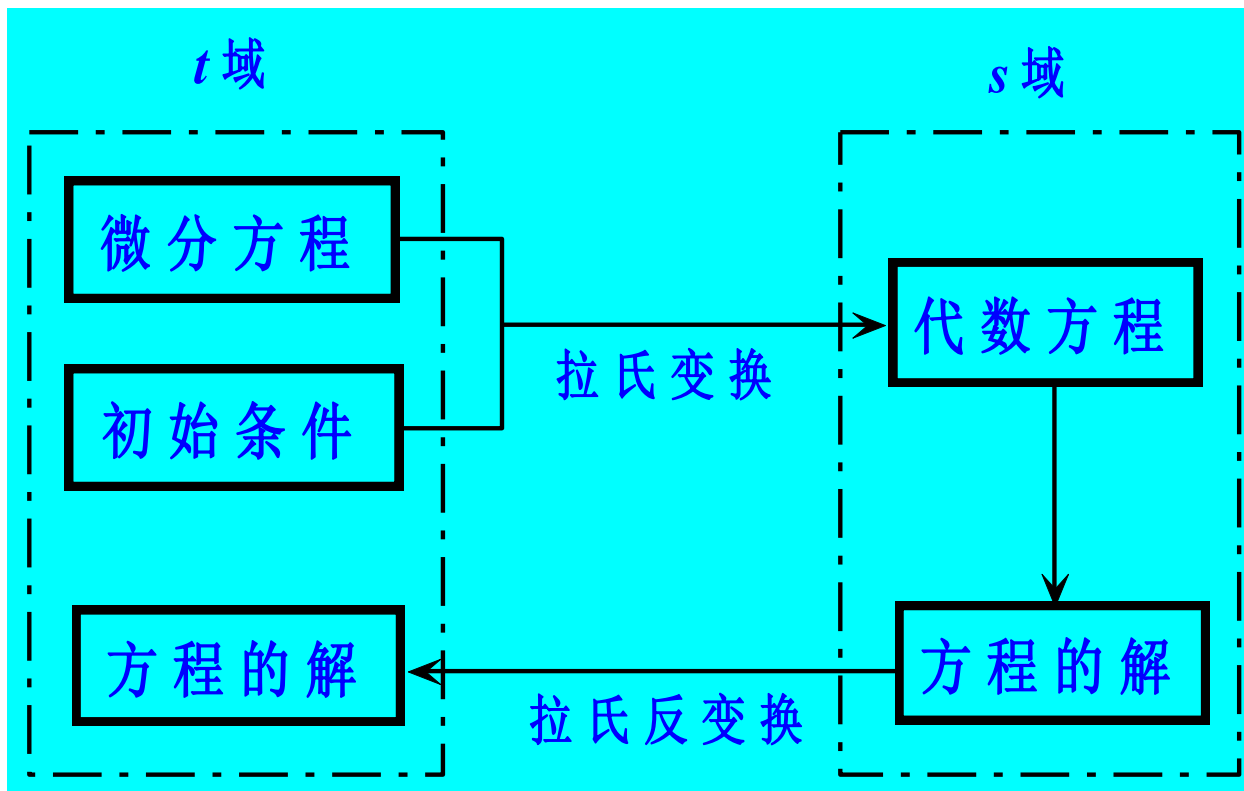 t 域
s 域
微分方程
代数方程
拉氏变换
初始条件
方程的解
方程的解
拉氏反变换